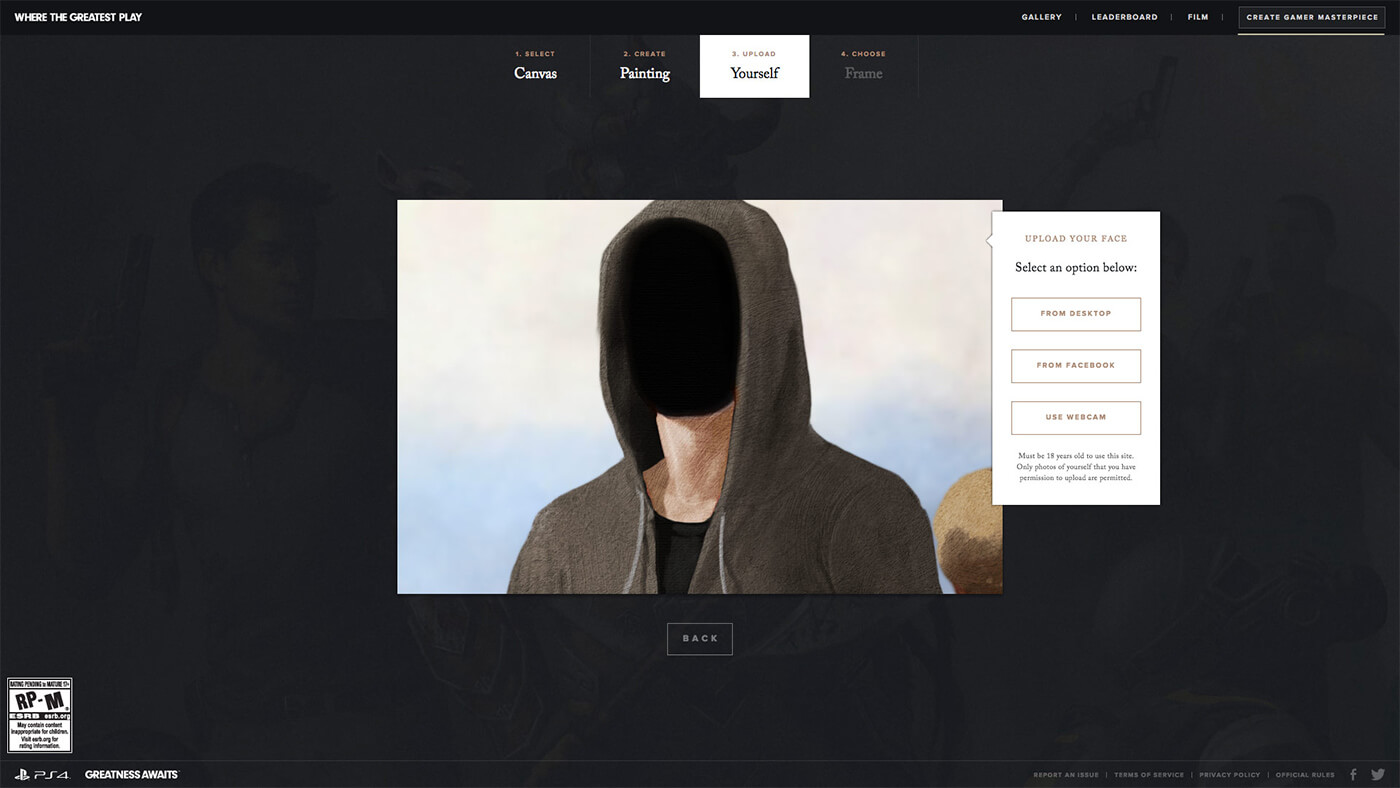 WHERE THE GREATEST PLAY
GALLERY | LEADERBOARD | FILM | CREATE GAMER MASTERPIECE
1. SELECT
Canvas
2. CREATE
Painting
3. UPLOAD
Yourself
4. CHOOSE
Frame
UPLOAD YOUR FACE
Select an option below:
FROM DESKTOP
FROM FACEBOOK
USE WEBCAM
Must be 18 years old to use this site.
Only photos of yourself that you have
permission to upload are permitted.
BACK
RATING PENDING to MATURE 17+
RP-M
ESRB esrb.org
May contain content
inappropriate for children.
Visit esrb.org for
rating information.
PS4 GREATNESS AWAITS
REPORT AN ISSUE | TERMS OF SERVICE | PRIVACY POLICY | OFFICIAL RULES